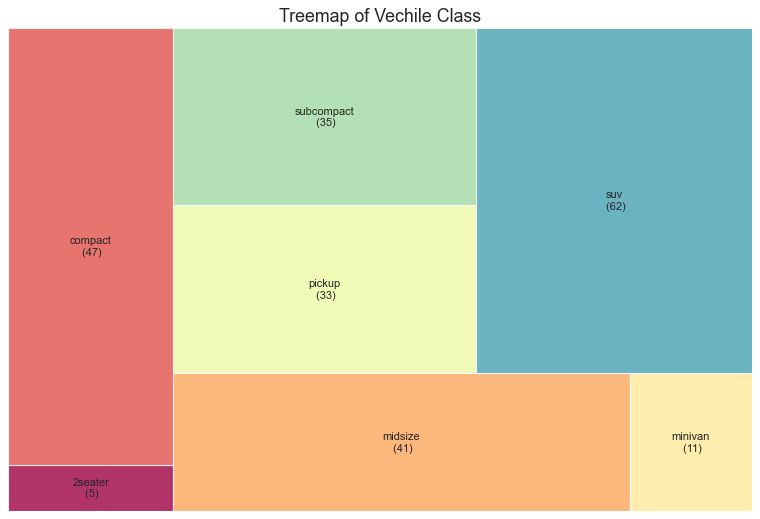 Treemap of Vechile Class
subcompact
(35)
suv
(62)
compact
(47)
pickup
(33)
midsize
(41)
minivan
(11)
2seater
(5)